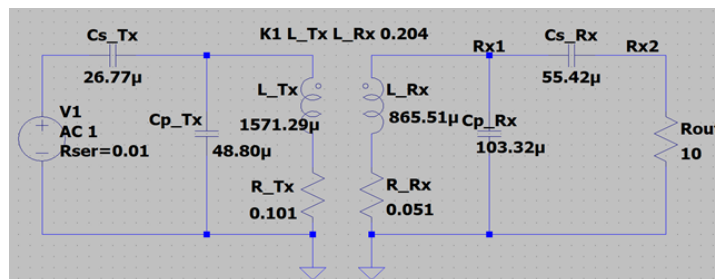 Cs_Tx
26.77µ
K1 L_Tx L_Rx 0.204
Rx1
Cs_Rx
55.42µ
Rx2
V1
AC 1
Rser=0.01
Cp_Tx
48.80µ
L_Tx
1571.29µ
L_Rx
865.51µ
Cp_Rx
103.32µ
Rou
10
R_Tx
0.101
R_Rx
0.051